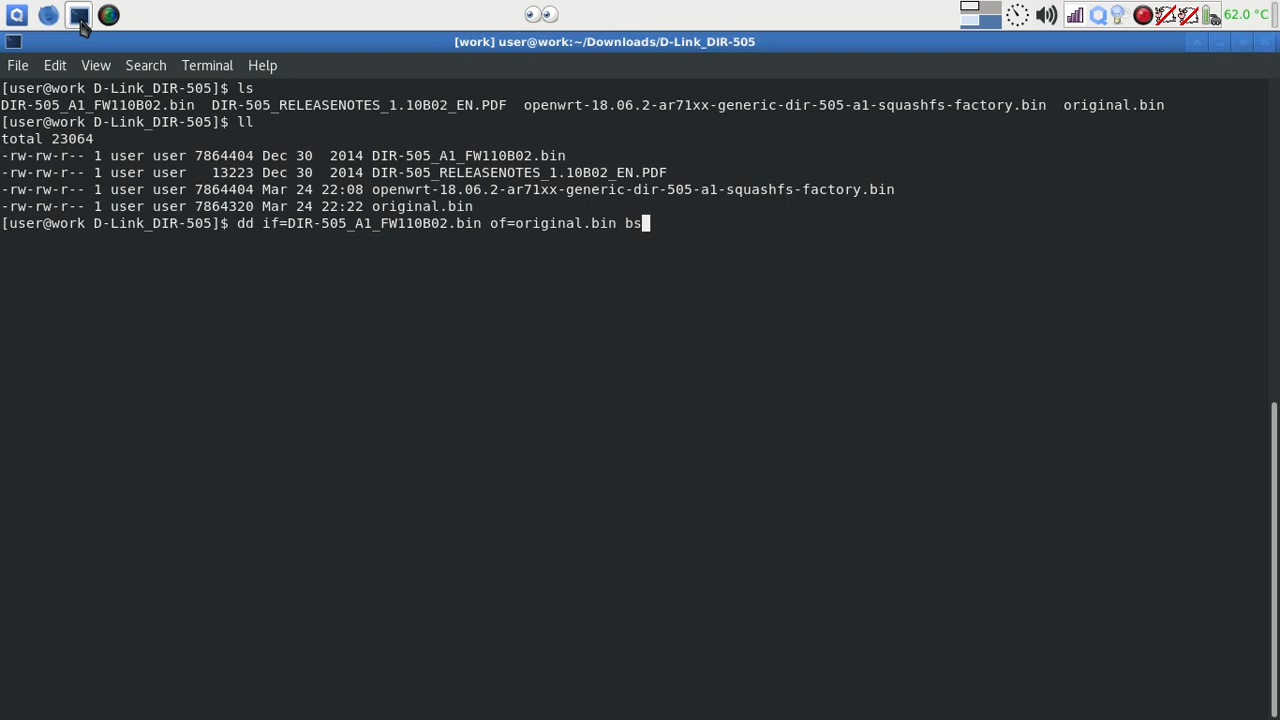 62.0 °C
[work] user@work:~/Downloads/D-Link_DIR-505
File Edit View Search Terminal Help
[user@work D-Link_DIR-505]$ ls
DIR-505_A1_FW110B02.bin  DIR-505_RELEASENOTES_1.10B02_EN.PDF  openwrt-18.06.2-ar71xx-generic-dir-505-a1-squashfs-factory.bin  original.bin
[user@work D-Link_DIR-505]$ ll
total 23064
-rw-rw-r-- 1 user user 7864404 Dec 30  2014 DIR-505_A1_FW110B02.bin
-rw-rw-r-- 1 user user   13223 Dec 30  2014 DIR-505_RELEASENOTES_1.10B02_EN.PDF
-rw-rw-r-- 1 user user 7864404 Mar 24 22:08 openwrt-18.06.2-ar71xx-generic-dir-505-a1-squashfs-factory.bin
-rw-rw-r-- 1 user user 7864320 Mar 24 22:22 original.bin
[user@work D-Link_DIR-505]$ dd if=DIR-505_A1_FW110B02.bin of=original.bin bs